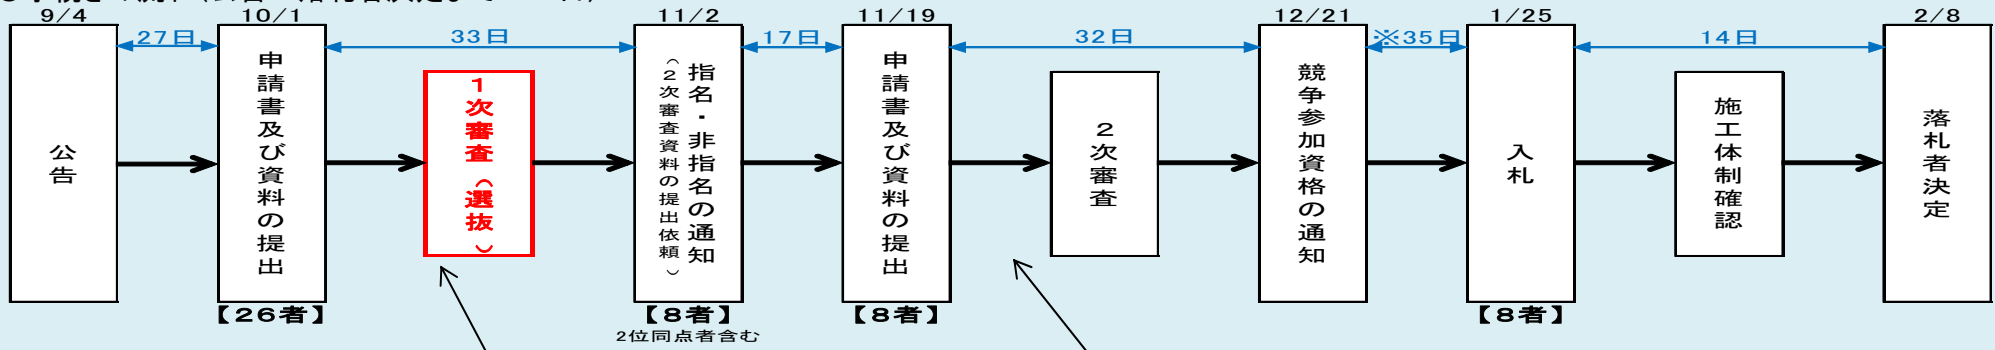 9/4
10/1
11/2
11/19
12/21
1/25
2/8
27日
33日
17日
32日
※35日
14日
公告
申請書及び資料の提出
1次審査（選抜）
指名・非指名の通知
（2次審査資料の提出依頼）
申請書及び資料の提出
2次審査
競争参加資格の通知
入札
施工体制確認
落札者決定
【26者】
【8者】
2位同点者含む
【8者】
【8者】